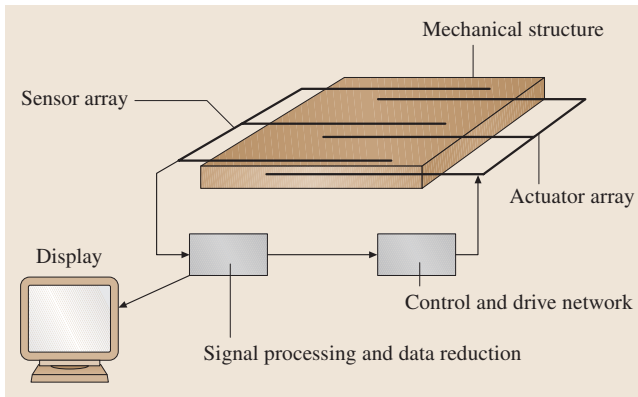 Mechanical structure
Sensor array
Actuator array
Display
Control and drive network
Signal processing and data reduction